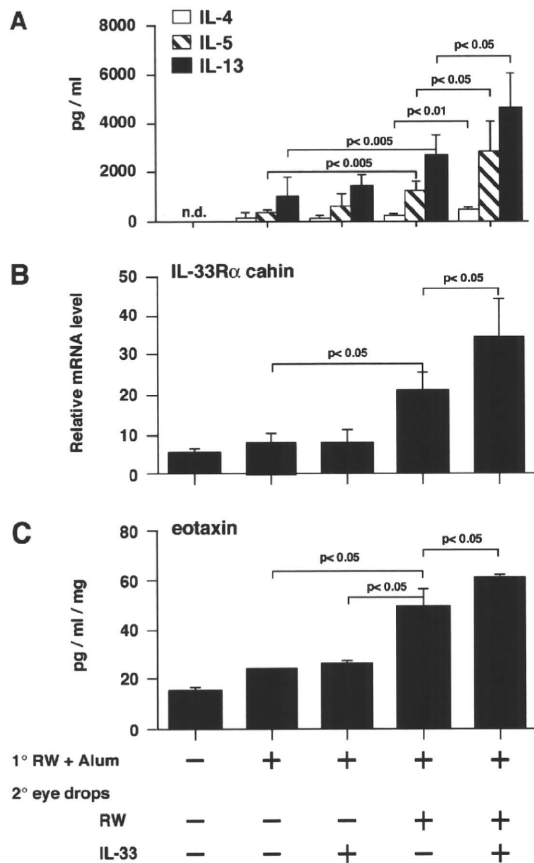 A
IL-4
IL-5
IL-13
pg / ml
8000
6000
4000
2000
0
n.d.
p< 0.005
p< 0.005
p< 0.01
p< 0.05
p< 0.05
B
IL-33Rα cahin
Relative mRNA level
50
40
30
20
10
0
p< 0.05
p< 0.05
C
eotaxin
pg / ml / mg
80
60
40
20
0
p< 0.05
p< 0.05
p< 0.05
1° RW + Alum − + + + +
2° eye drops
RW − − − + +
IL-33 − − + − +